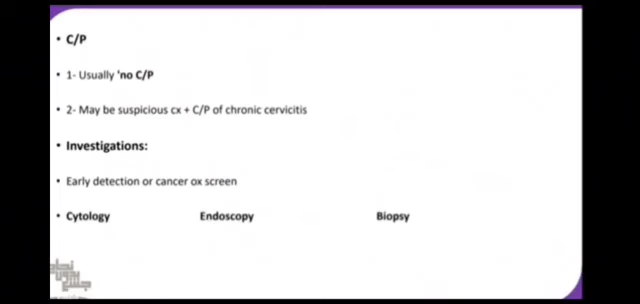 • C/P
• 1- Usually 'no C/P
• 2- May be suspicious cx + C/P of chronic cervicitis
• Investigations:
• Early detection or cancer ox screen
• Cytology Endoscopy Biopsy